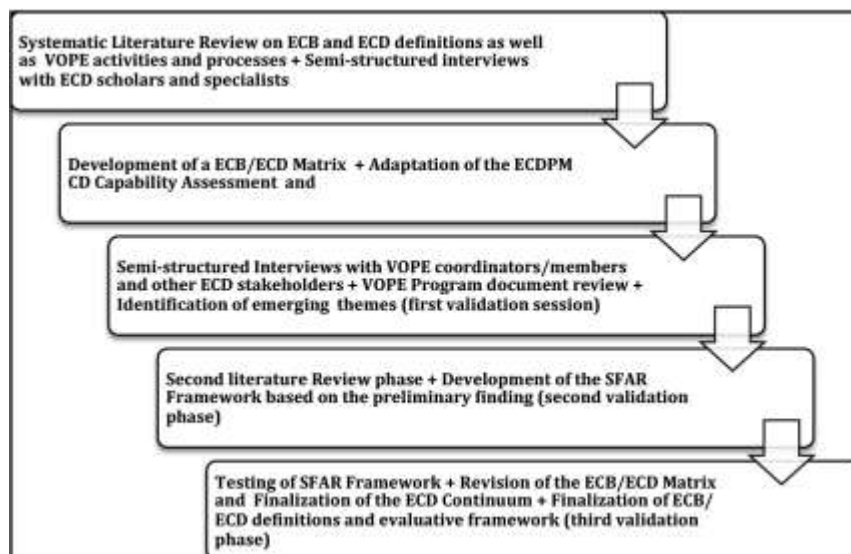 Systematic Literature Review on ECB and ECD definitions as well
as VOPE activities and processes + Semi-structured interviews
with ECD scholars and specialists
Development of a ECB/ECD Matrix + Adaptation of the ECDPM
CD Capability Assessment and
Semi-structured Interviews with VOPE coordinators/members
and other ECD stakeholders + VOPE Program document review +
Identification of emerging themes (first validation session)
Second literature Review phase + Development of the SFAR
Framework based on the preliminary finding (second validation
phase)
Testing of SFAR Framework + Revision of the ECB/ECD Matrix
and Finalization of the ECD Continuum + Finalization of ECB/
ECD definitions and evaluative framework (third validation
phase)